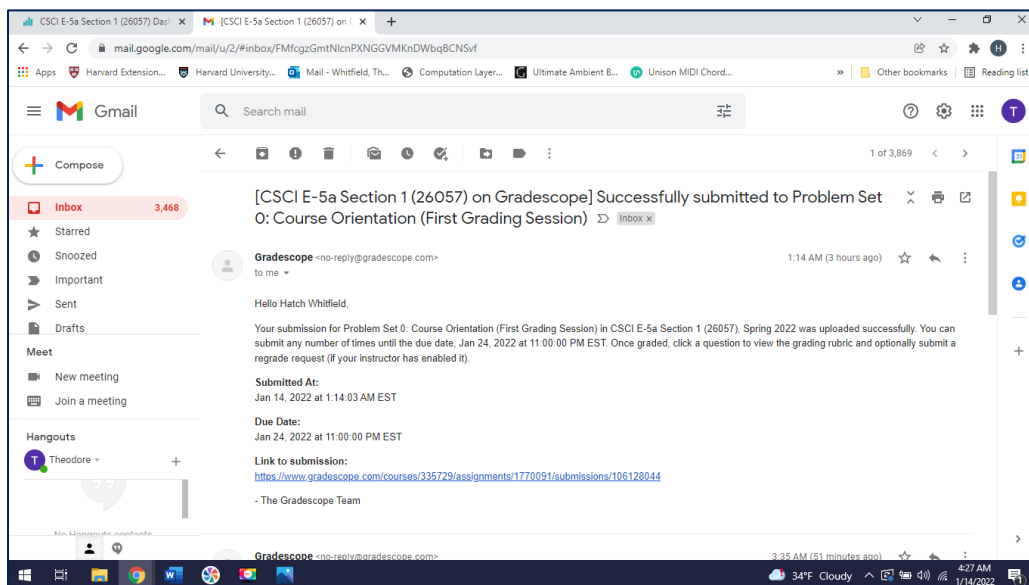 CSCI E-5a Section 1 (26057) Dash
[CSCI E-5a Section 1 (26057) on G
mail.google.com/mail/u/2/#inbox/FMfcgzGmtNlcnPXNGGVMKnDWbqBCNSvf
H
Apps Harvard Extension... Harvard University... Mail - Whitfield, Th... Computation Layer... Ultimate Ambient B... Unison MIDI Chord... » Other bookmarks Reading list
Gmail
Search mail
T
Compose
1 of 3,869
Inbox 3,468
Starred
Snoozed
Important
Sent
Drafts
Meet
New meeting
Join a meeting
Hangouts
T Theodore
[CSCI E-5a Section 1 (26057) on Gradescope] Successfully submitted to Problem Set
0: Course Orientation (First Grading Session) Inbox x
Gradescope <no-reply@gradescope.com> 1:14 AM (3 hours ago)
to me
Hello Hatch Whitfield,
Your submission for Problem Set 0: Course Orientation (First Grading Session) in CSCI E-5a Section 1 (26057), Spring 2022 was uploaded successfully. You can
submit any number of times until the due date, Jan 24, 2022 at 11:00:00 PM EST. Once graded, click a question to view the grading rubric and optionally submit a
regrade request (if your instructor has enabled it).
Submitted At:
Jan 14, 2022 at 1:14:03 AM EST
Due Date:
Jan 24, 2022 at 11:00:00 PM EST
Link to submission:
https://www.gradescope.com/courses/335729/assignments/1770091/submissions/106128044
- The Gradescope Team
No Hangouts contacts
Gradescope <no-reply@gradescope.com> 3:35 AM (51 minutes ago)
34°F Cloudy
4:27 AM
1/14/2022